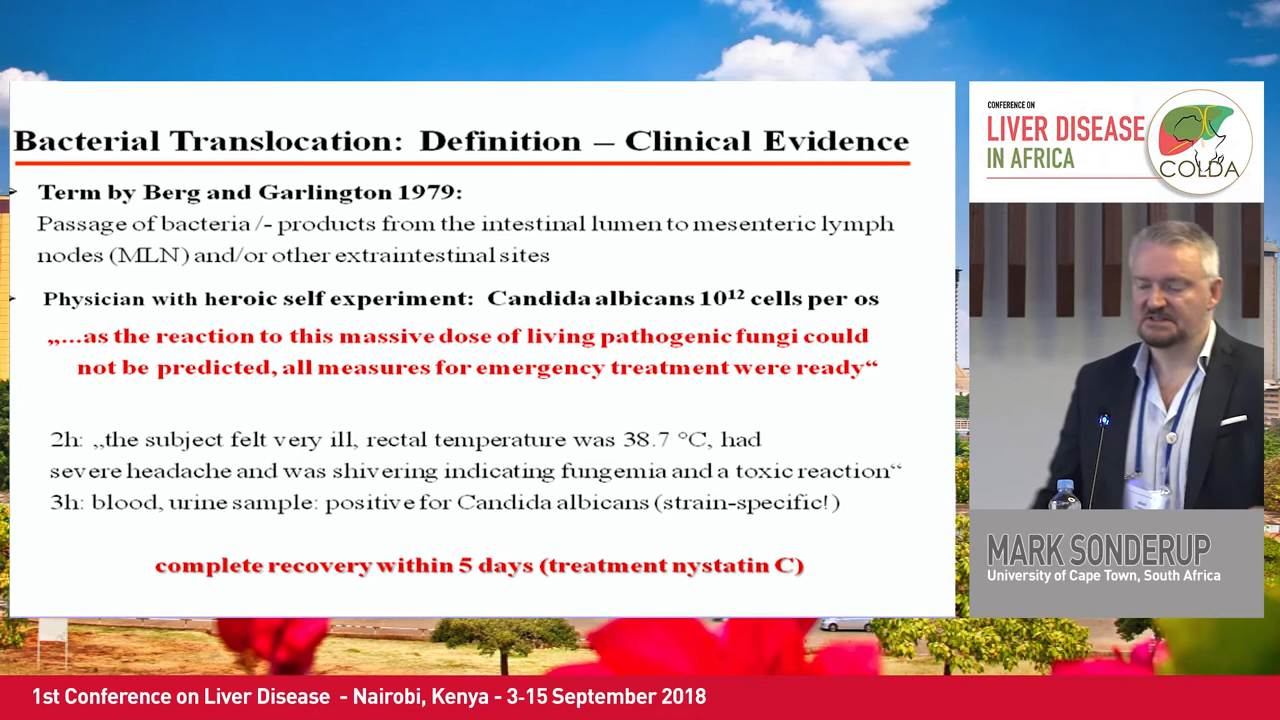 Bacterial Translocation: Definition – Clinical Evidence
Term by Berg and Garlington 1979:
Passage of bacteria /- products from the intestinal lumen to mesenteric lymph
nodes (MLN) and/or other extraintestinal sites
Physician with heroic self experiment: Candida albicans 10¹² cells per os
„…as the reaction to this massive dose of living pathogenic fungi could
not be predicted, all measures for emergency treatment were ready“
2h: „the subject felt very ill, rectal temperature was 38.7 °C, had
severe headache and was shivering indicating fungemia and a toxic reaction“
3h: blood, urine sample: positive for Candida albicans (strain-specific!)
complete recovery within 5 days (treatment nystatin C)
CONFERENCE ON
LIVER DISEASE
IN AFRICA
COLDA
MARK SONDERUP
University of Cape Town, South Africa
1st Conference on Liver Disease - Nairobi, Kenya - 3-15 September 2018